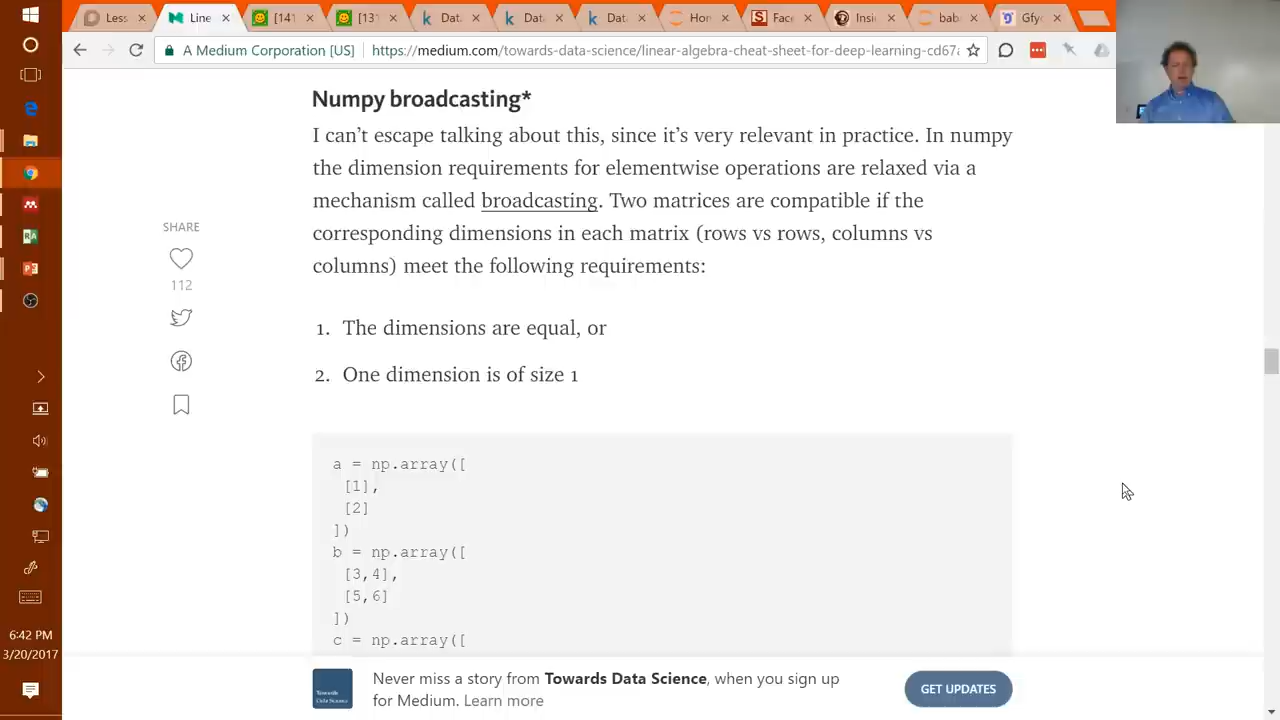 Less
Line
[141
[13
Dat
Dat
Dat
Hor
Face
Insi
bab
Gfyc
A Medium Corporation [US]
https://medium.com/towards-data-science/linear-algebra-cheat-sheet-for-deep-learning-cd67a
Numpy broadcasting*
I can’t escape talking about this, since it’s very relevant in practice. In numpy
the dimension requirements for elementwise operations are relaxed via a
mechanism called broadcasting. Two matrices are compatible if the
corresponding dimensions in each matrix (rows vs rows, columns vs
columns) meet the following requirements:
SHARE
112
1. The dimensions are equal, or
2. One dimension is of size 1
a = np.array([
[1],
[2]
])
b = np.array([
[3,4],
[5,6]
])
c = np.array([
6:42 PM
3/20/2017
Never miss a story from Towards Data Science, when you sign up
for Medium. Learn more
GET UPDATES